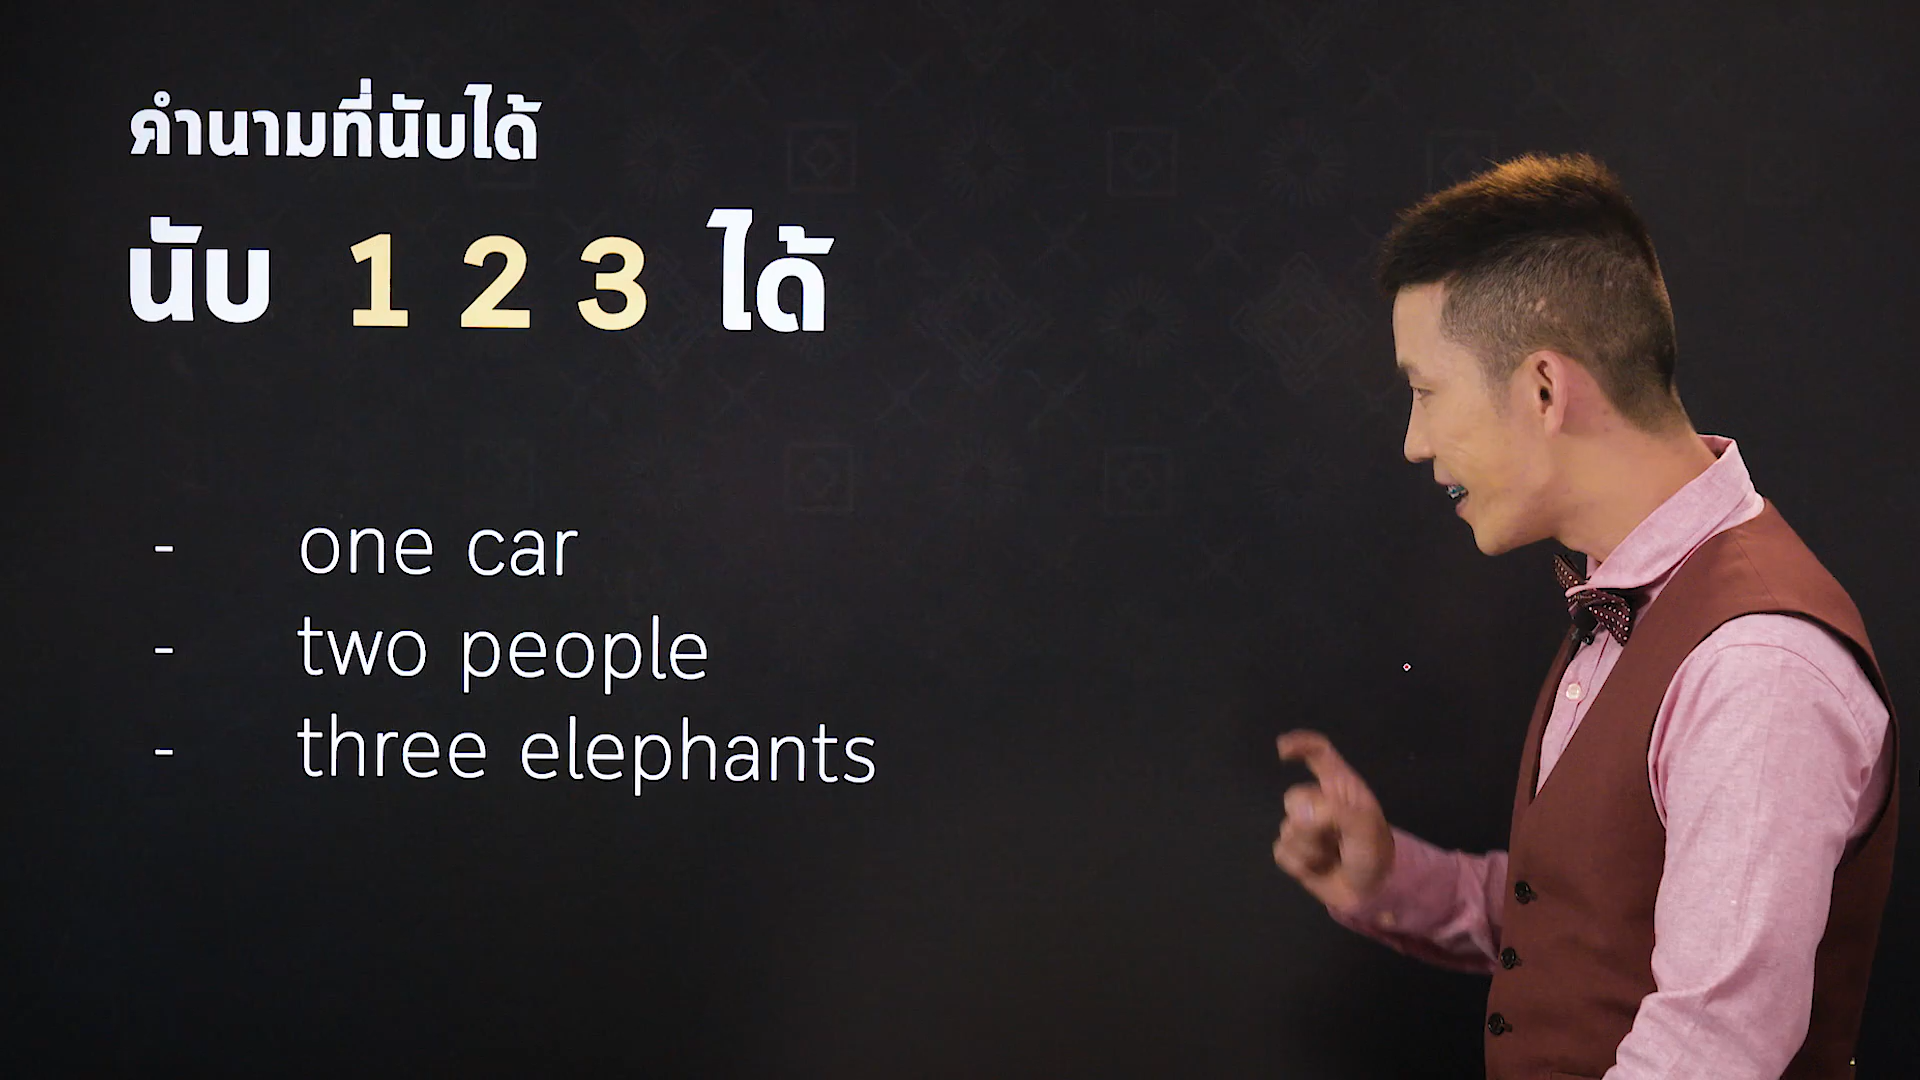 คำนามที่นับได้
นับ 1 2 3 ได้
- one car
- two people
- three elephants